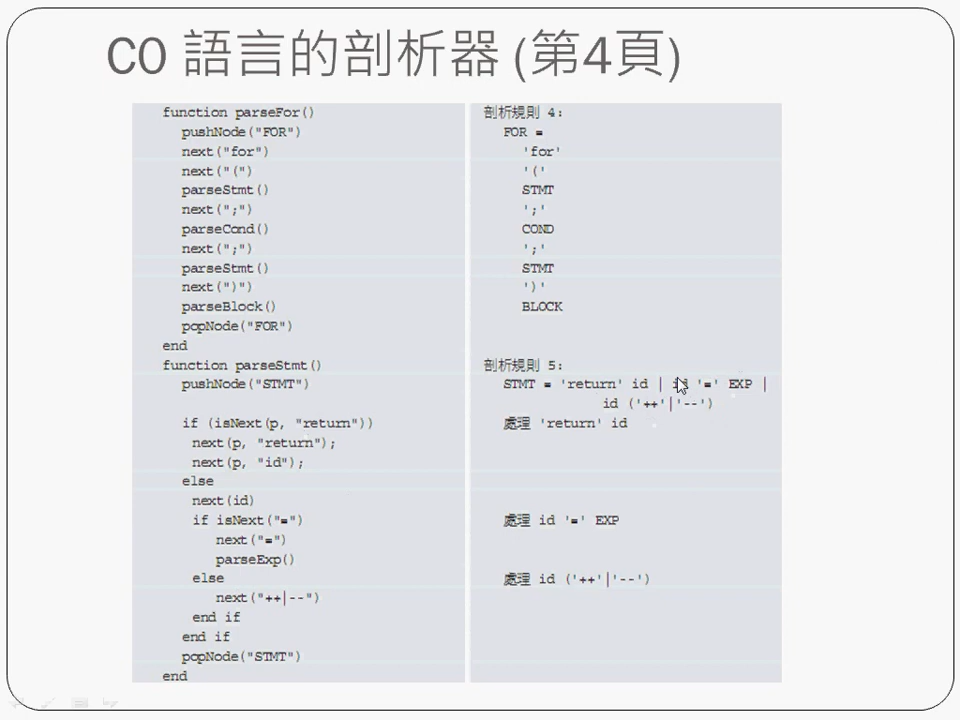 C0 語言的剖析器 (第4頁)
function parseFor()
pushNode("FOR")
next("for")
next("(")
parseStmt()
next(";")
parseCond()
next(";")
parseStmt()
next(")")
parseBlock()
popNode("FOR")
end
function parseStmt()
pushNode("STMT")
if (isNext(p, "return"))
next(p, "return");
next(p, "id");
else
next(id)
if isNext("=")
next("=")
parseExp()
else
next("++|--")
end if
end if
popNode("STMT")
end
剖析規則 4:
FOR =
'for'
'('
STMT
';'
COND
';'
STMT
')'
BLOCK
剖析規則 5:
STMT = 'return' id | id '=' EXP |
id ('++'|'--')
處理 'return' id
處理 id '=' EXP
處理 id ('++'|'--')